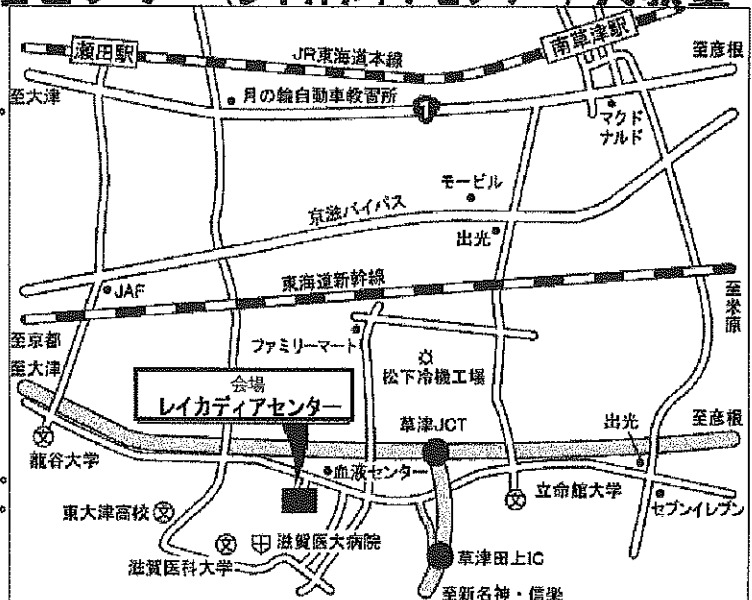 瀬田駅
JR東海道本線
南草津駅
至彦根
至大津
月の輪自動車教習所
1
マクド
ナルド
モービル
京滋バイパス
出光
JAF
東海道新幹線
至米原
至京都
至大津
ファミリーマート
松下冷機工場
会場
レイカディアセンター
草津JCT
出光
至彦根
龍谷大学
血液センター
立命館大学
セブンイレブン
東大津高校
滋賀医科大学
滋賀医大病院
草津田上IC
至新名神・信楽